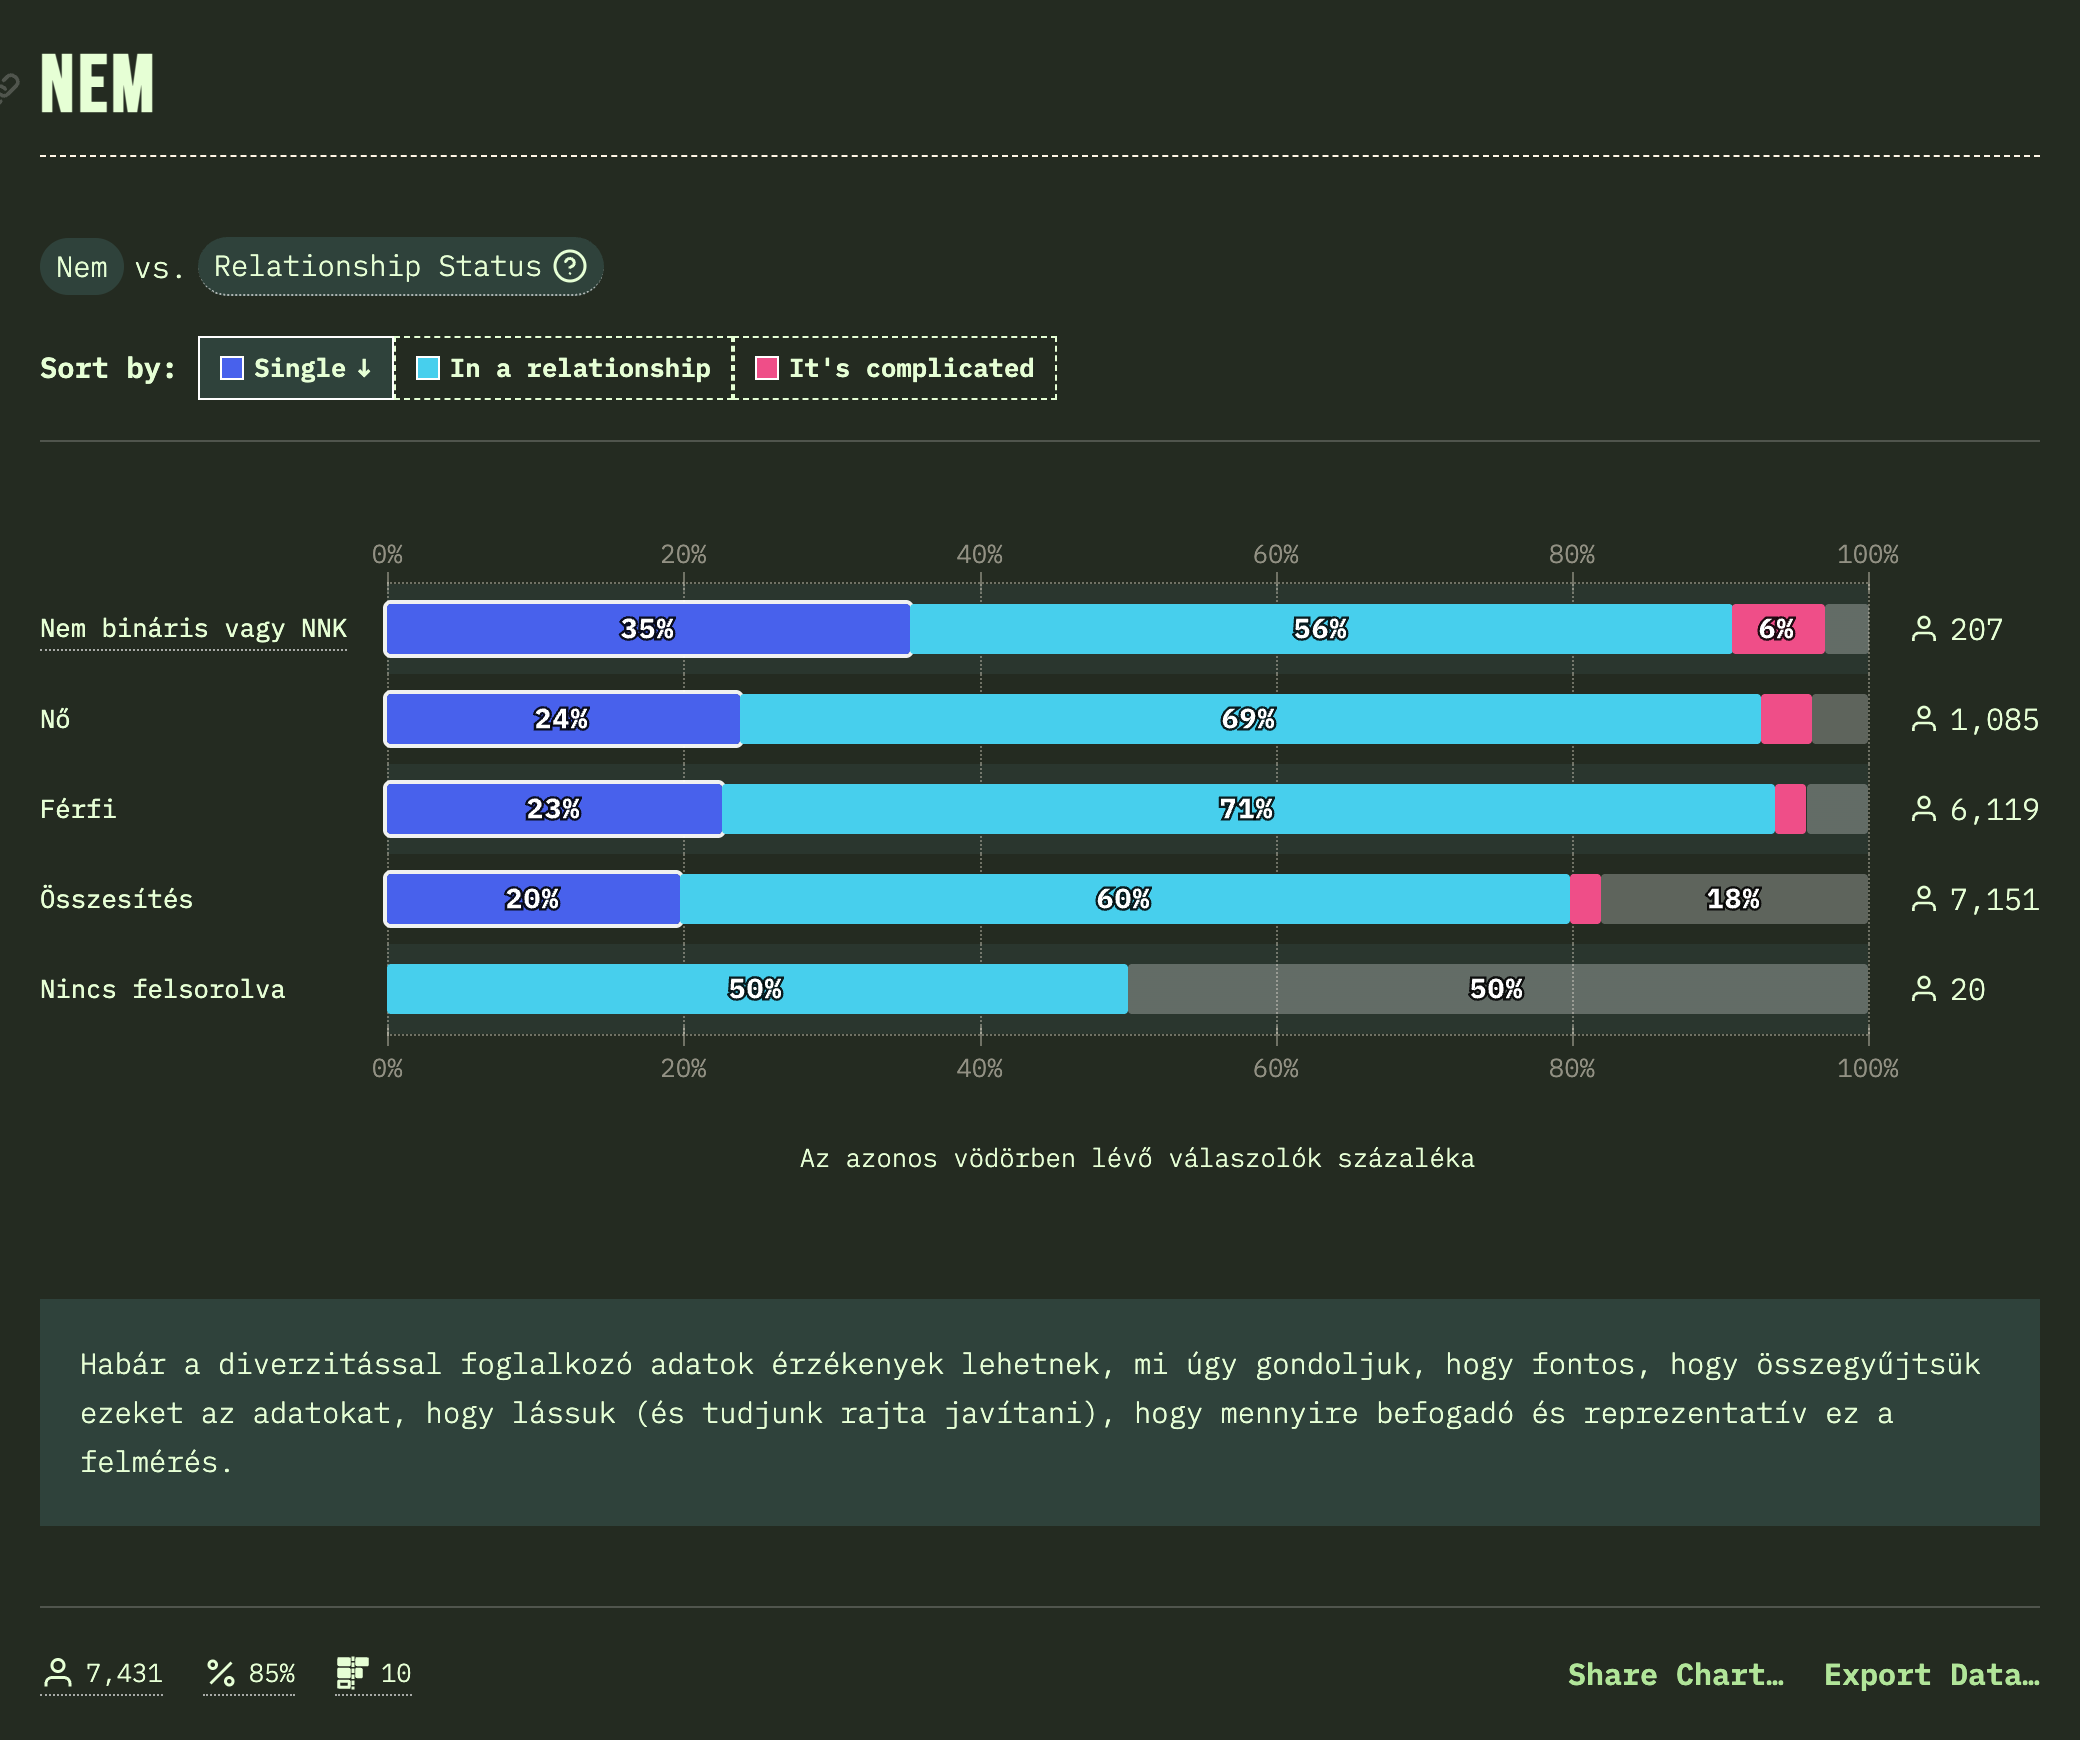 NEM
Nem vs. Relationship Status ?
Sort by: Single ↓ In a relationship It's complicated
0% 20% 40% 60% 80% 100%
Nem bináris vagy NNK 35% 56% 6% 207
Nő 24% 69% 1,085
Férfi 23% 71% 6,119
Összesítés 20% 60% 18% 7,151
Nincs felsorolva 50% 50% 20
0% 20% 40% 60% 80% 100%
Az azonos vödörben lévő válaszolók százaléka
Habár a diverzitással foglalkozó adatok érzékenyek lehetnek, mi úgy gondoljuk, hogy fontos, hogy összegyűjtsük
ezeket az adatokat, hogy lássuk (és tudjunk rajta javítani), hogy mennyire befogadó és reprezentatív ez a
felmérés.
7,431 % 85% 10 Share Chart… Export Data…